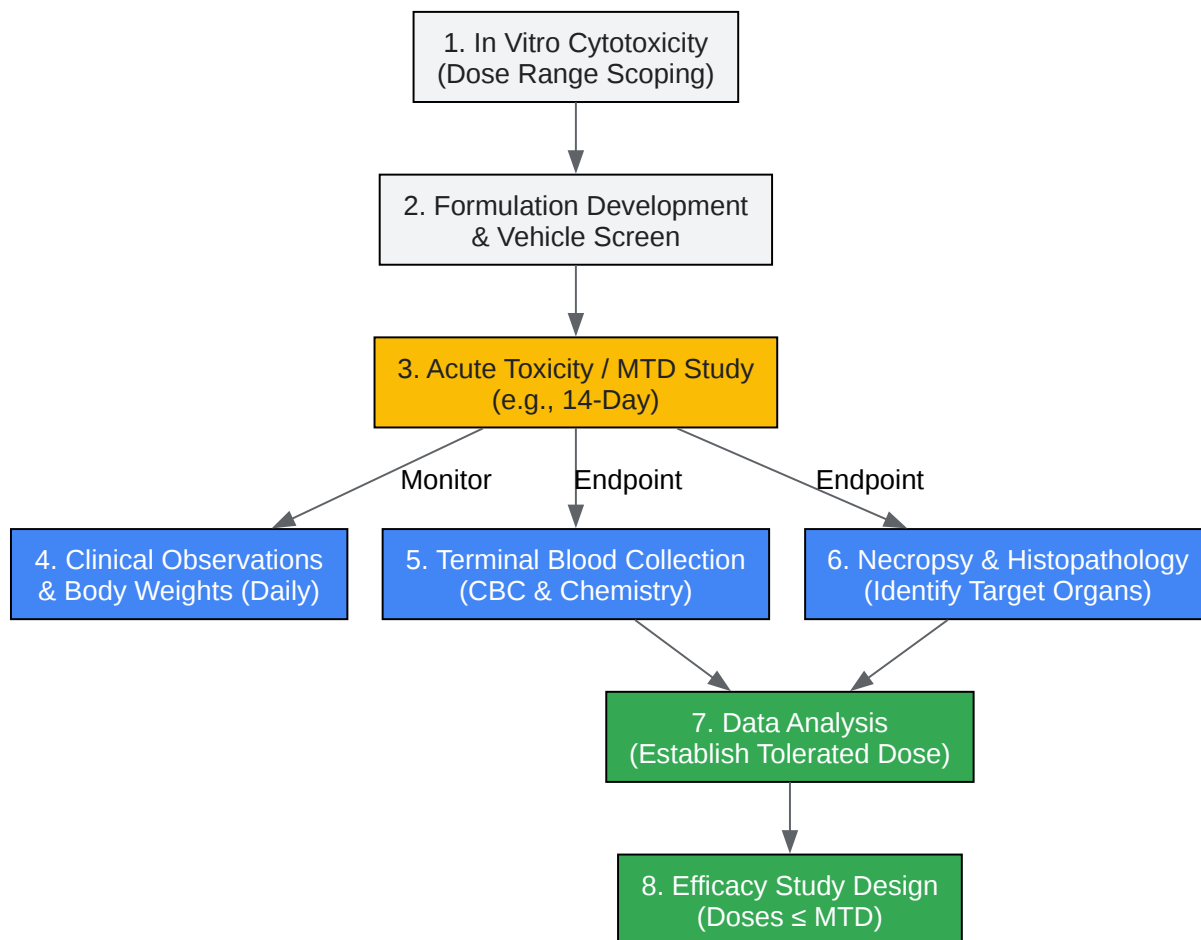 1. In Vitro Cytotoxicity
(Dose Range Scoping)
2. Formulation Development
& Vehicle Screen
3. Acute Toxicity / MTD Study
(e.g., 14-Day)
Monitor
Endpoint
Endpoint
4. Clinical Observations
& Body Weights (Daily)
5. Terminal Blood Collection
(CBC & Chemistry)
6. Necropsy & Histopathology
(Identify Target Organs)
7. Data Analysis
(Establish Tolerated Dose)
8. Efficacy Study Design
(Doses ≤ MTD)